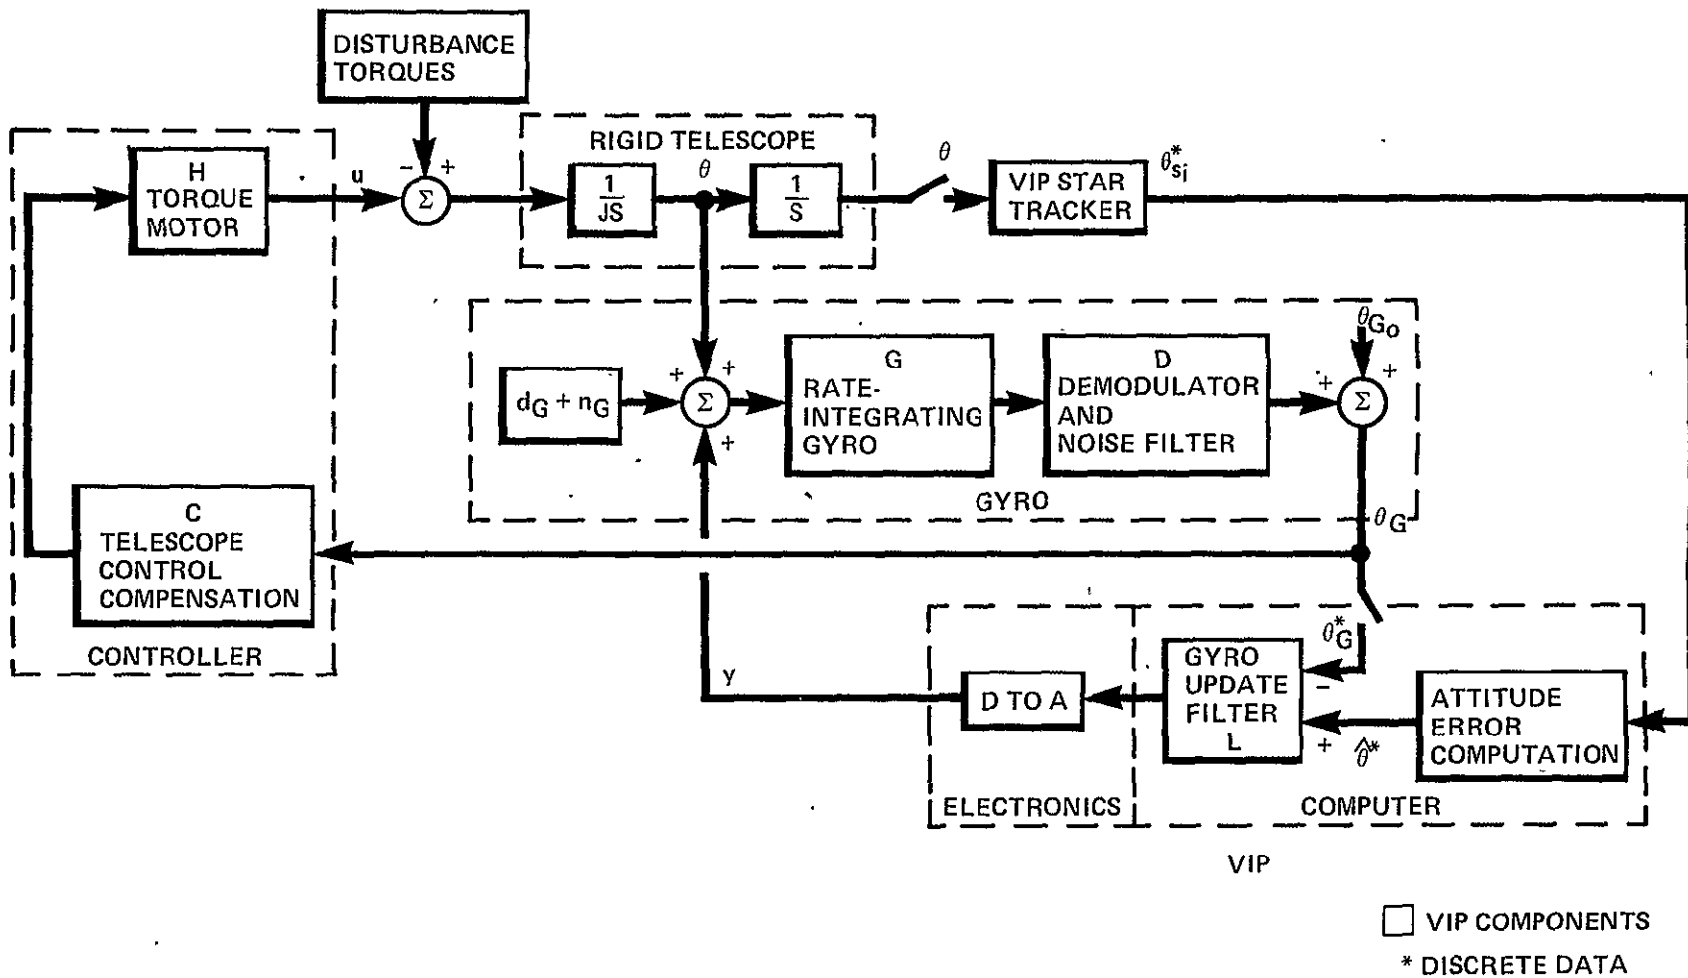 DISTURBANCE
TORQUES
RIGID TELESCOPE
H
TORQUE
MOTOR
u
-
+
Σ
1
JS
θ
1
S
θ
VIP STAR
TRACKER
θ*si
dG + nG
+
+
Σ
+
G
RATE-
INTEGRATING
GYRO
D
DEMODULATOR
AND
NOISE FILTER
θGo
+
+
Σ
GYRO
θG
C
TELESCOPE
CONTROL
COMPENSATION
CONTROLLER
y
D TO A
GYRO
UPDATE
FILTER
L
θ*G
-
+
θ̂*
ATTITUDE
ERROR
COMPUTATION
ELECTRONICS
COMPUTER
VIP
VIP COMPONENTS
* DISCRETE DATA